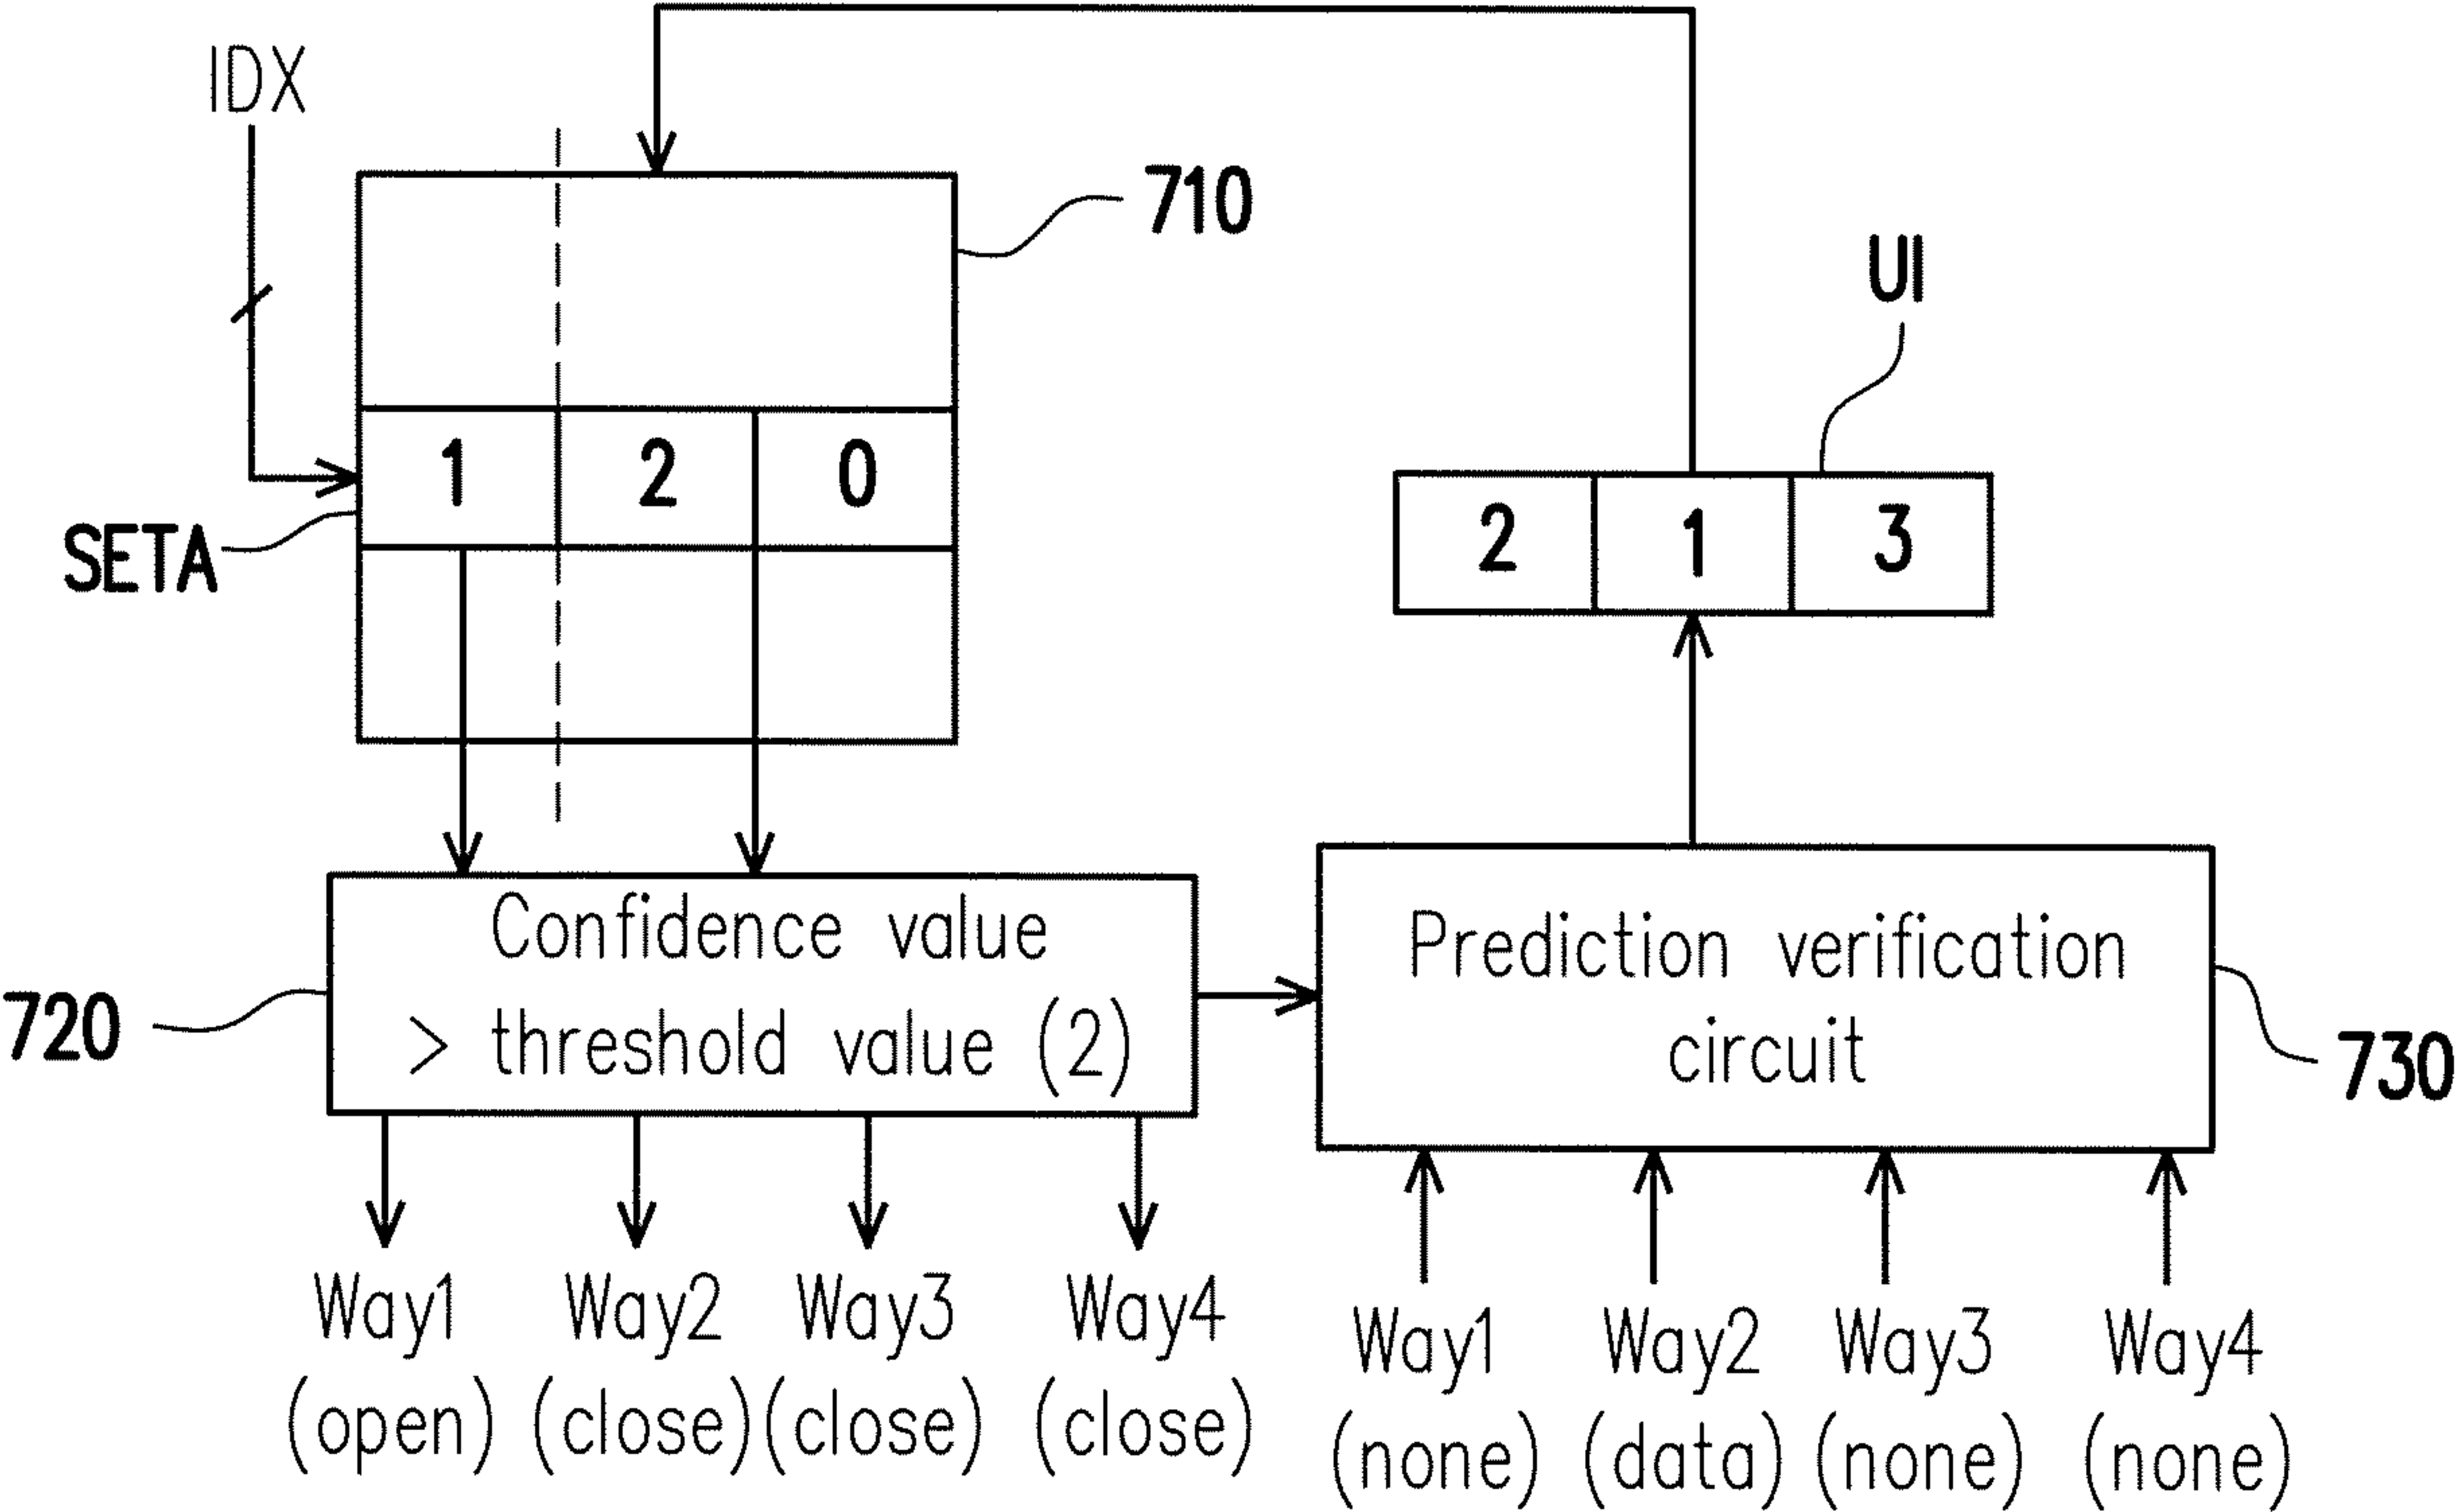 IDX
710
UI
1 2 0
SETA
2 1 3
Confidence value
> threshold value (2)
720
Prediction verification
circuit
730
Way1 Way2 Way3 Way4
(open) (close) (close) (close)
Way1 Way2 Way3 Way4
(none) (data) (none) (none)